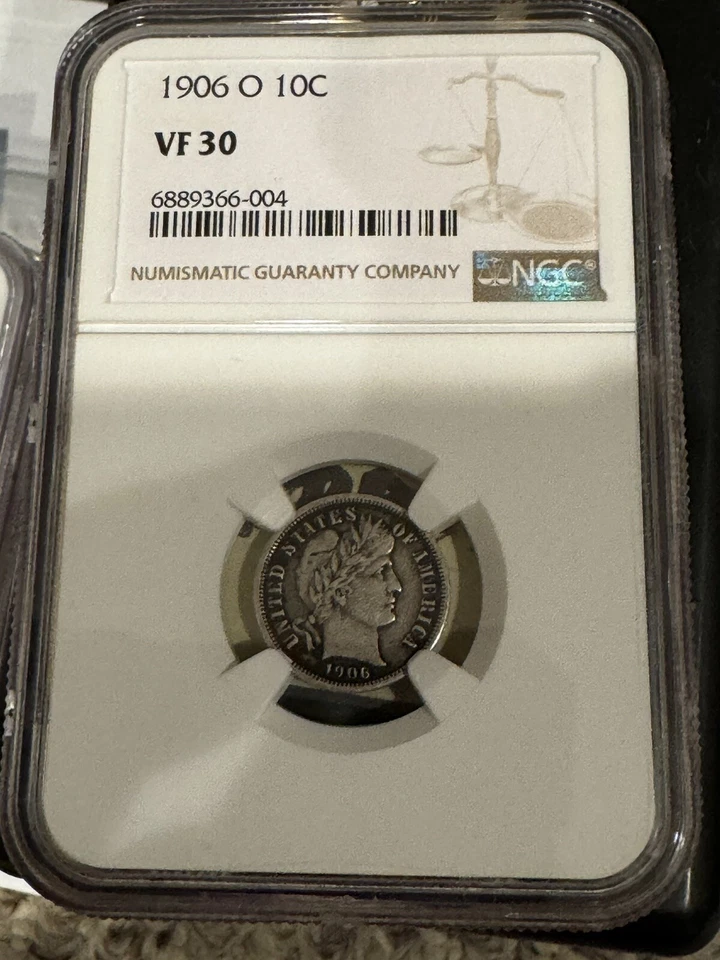 1906 O 10C
VF 30
6889366-004
NUMISMATIC GUARANTY COMPANY
NGC®
UNITED STATES OF AMERICA
1906